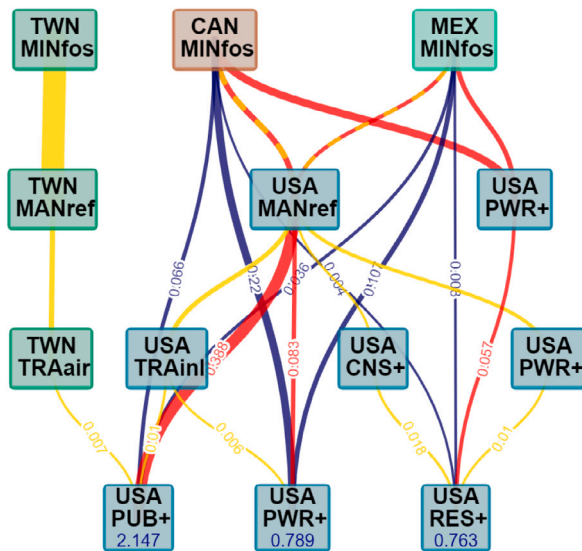 TWN
MINfos
CAN
MINfos
MEX
MINfos
TWN
MANref
USA
MANref
USA
PWR+
0.066
0.22
0.036
0.004
0.107
0.008
TWN
TRAair
USA
TRAinl
0.388
0.083
USA
CNS+
0.057
USA
PWR+
0.007
0.01
0.006
0.018
0.01
USA
PUB+
2.147
USA
PWR+
0.789
USA
RES+
0.763